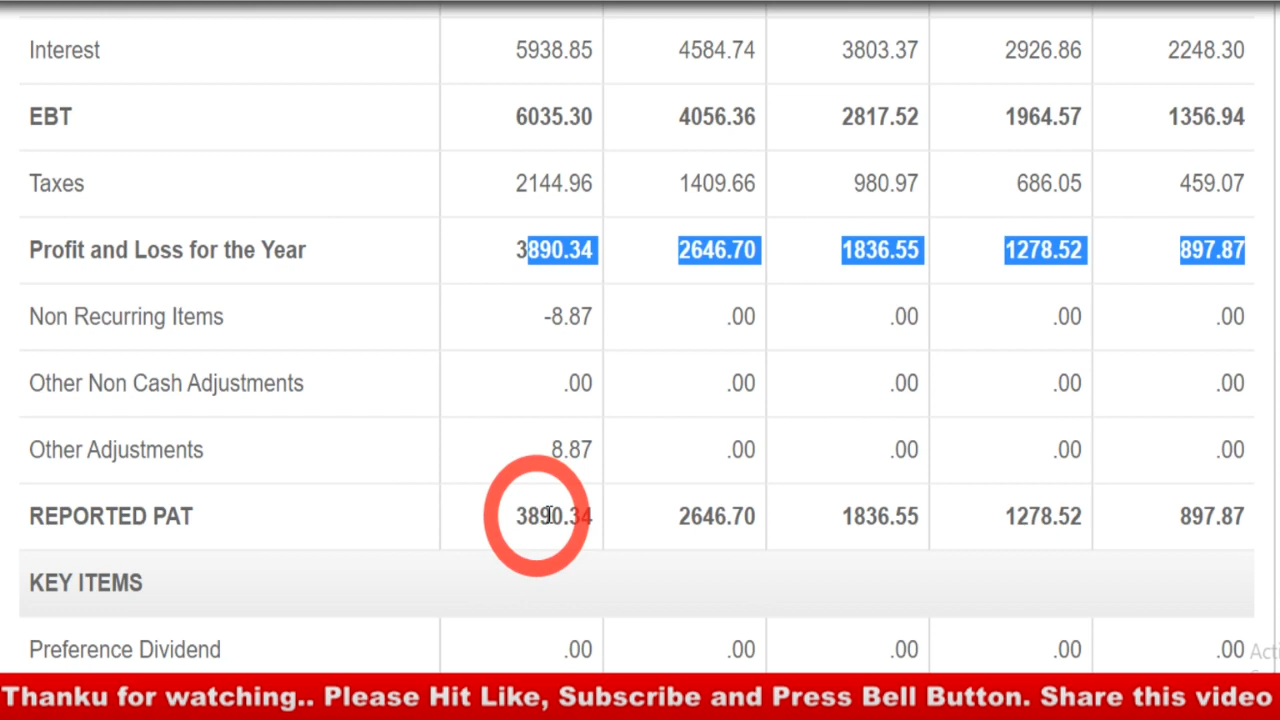 Interest 5938.85 4584.74 3803.37 2926.86 2248.30
EBT 6035.30 4056.36 2817.52 1964.57 1356.94
Taxes 2144.96 1409.66 980.97 686.05 459.07
Profit and Loss for the Year 3890.34 2646.70 1836.55 1278.52 897.87
Non Recurring Items -8.87 .00 .00 .00 .00
Other Non Cash Adjustments .00 .00 .00 .00 .00
Other Adjustments 8.87 .00 .00 .00 .00
REPORTED PAT 3890.34 2646.70 1836.55 1278.52 897.87
KEY ITEMS
Preference Dividend .00 .00 .00 .00 .00
Thanku for watching.. Please Hit Like, Subscribe and Press Bell Button. Share this video